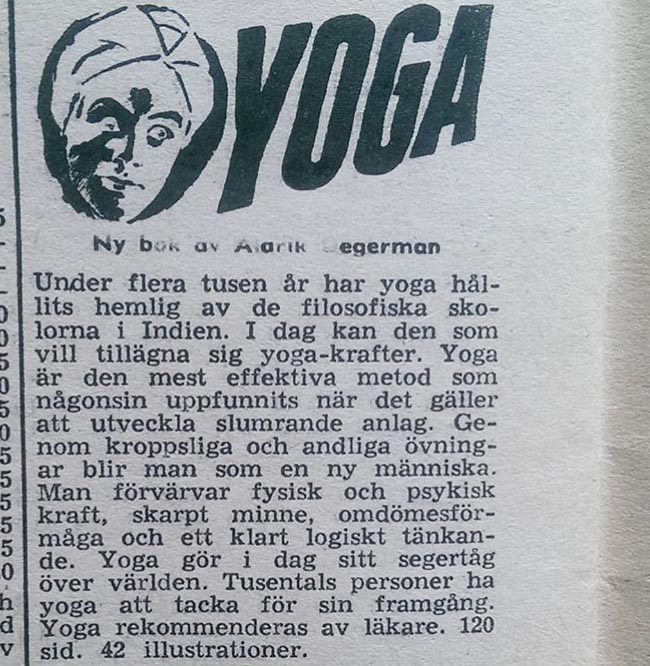 YOGA
Ny bok av Alarik egerman
Under flera tusen år har yoga hål-
lits hemlig av de filosofiska sko-
lorna i Indien. I dag kan den som
vill tillägna sig yoga-krafter. Yoga
är den mest effektiva metod som
någonsin uppfunnits när det gäller
att utveckla slumrande anlag. Ge-
nom kroppsliga och andliga övning-
ar blir man som en ny människa.
Man förvärvar fysisk och psykisk
kraft, skarpt minne, omdömesför-
måga och ett klart logiskt tänkan-
de. Yoga gör i dag sitt segertåg
över världen. Tusentals personer ha
yoga att tacka för sin framgång.
Yoga rekommenderas av läkare. 120
sid. 42 illustrationer.